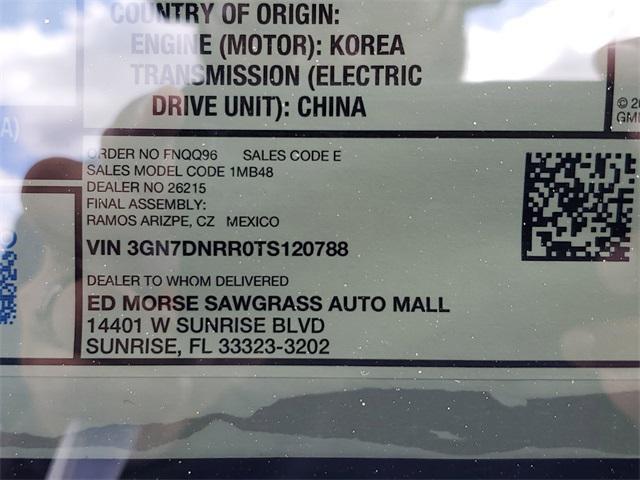 COUNTRY OF ORIGIN:
ENGINE (MOTOR): KOREA
TRANSMISSION (ELECTRIC
DRIVE UNIT): CHINA
A)
© 20
GM
ORDER NO FNQQ96 SALES CODE E
SALES MODEL CODE 1MB48
DEALER NO 26215
FINAL ASSEMBLY:
RAMOS ARIZPE, CZ MEXICO
VIN 3GN7DNRR0TS120788
DEALER TO WHOM DELIVERED
ED MORSE SAWGRASS AUTO MALL
14401 W SUNRISE BLVD
SUNRISE, FL 33323-3202